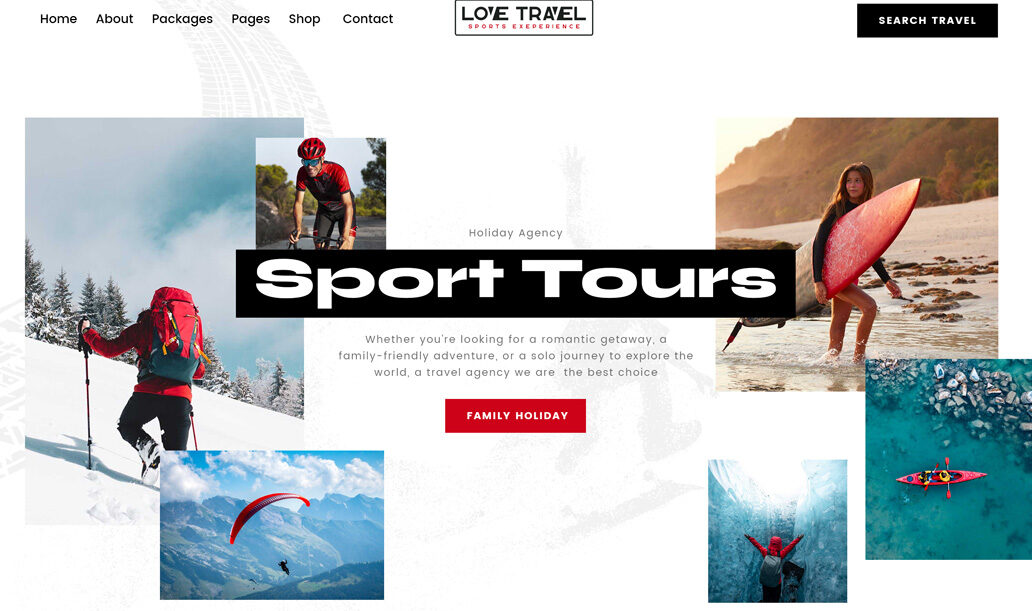 Home About Packages Pages Shop Contact
LOVE TRAVEL
SPORTS EXEPERIENCE
SEARCH TRAVEL
Holiday Agency
Sport Tours
Whether you're looking for a romantic getaway, a
family-friendly adventure, or a solo journey to explore the
world, a travel agency we are the best choice
FAMILY HOLIDAY